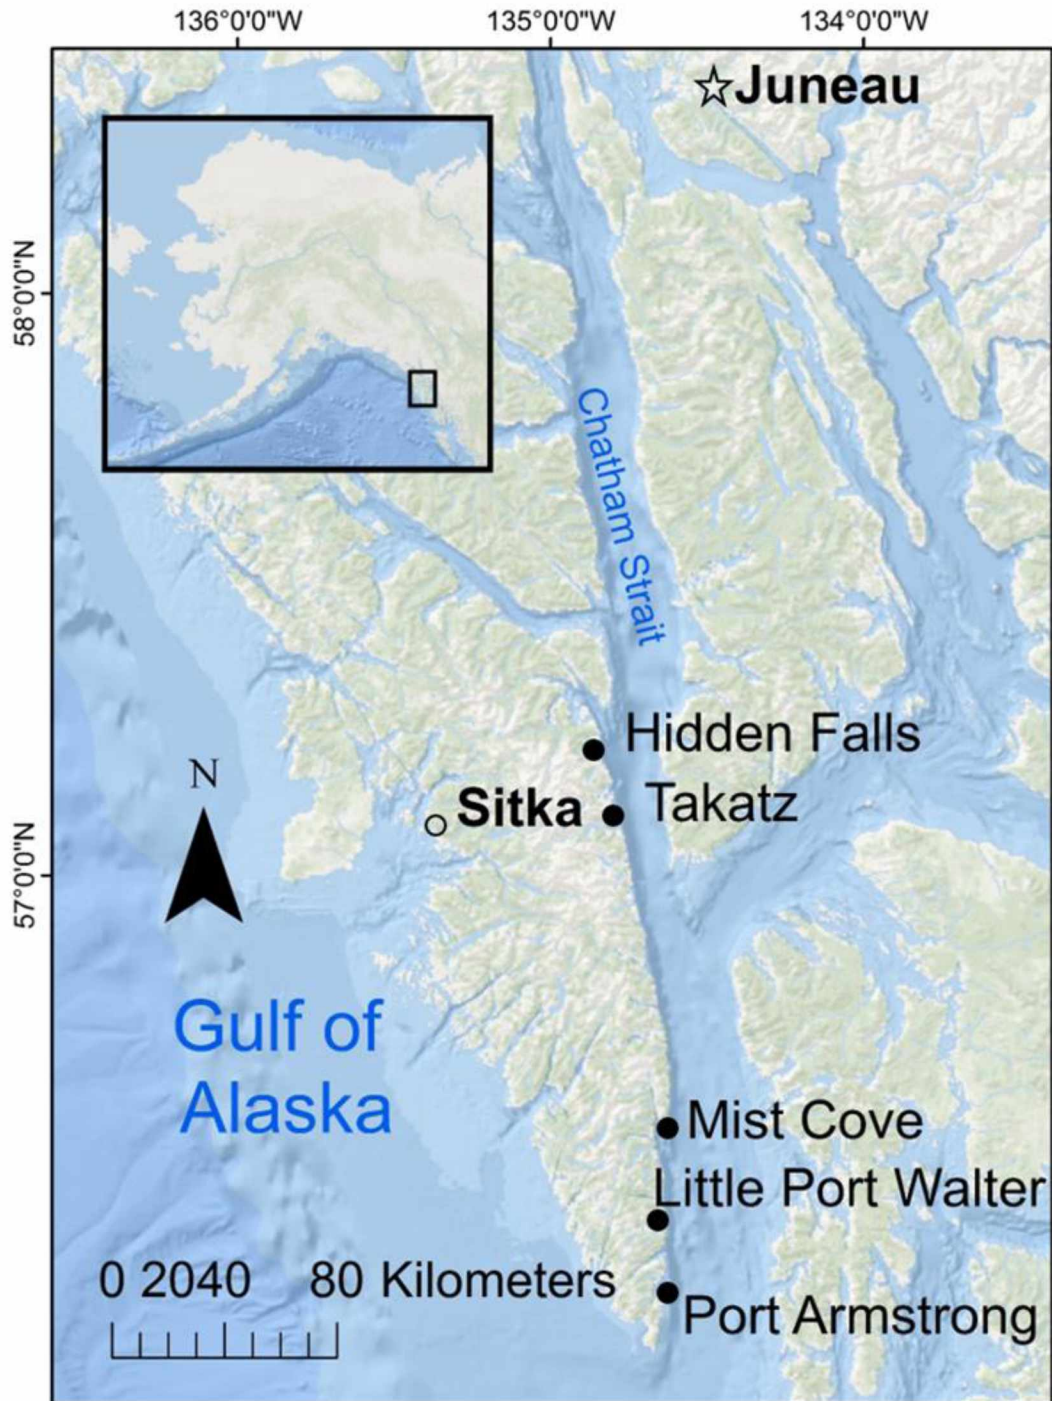 136°0'0"W 135°0'0"W 134°0'0"W
Juneau
58°0'0"N
Chatham Strait
Hidden Falls
Takatz
Sitka
N
57°0'0"N
Gulf of
Alaska
Mist Cove
Little Port Walter
0 2040 80 Kilometers
Port Armstrong